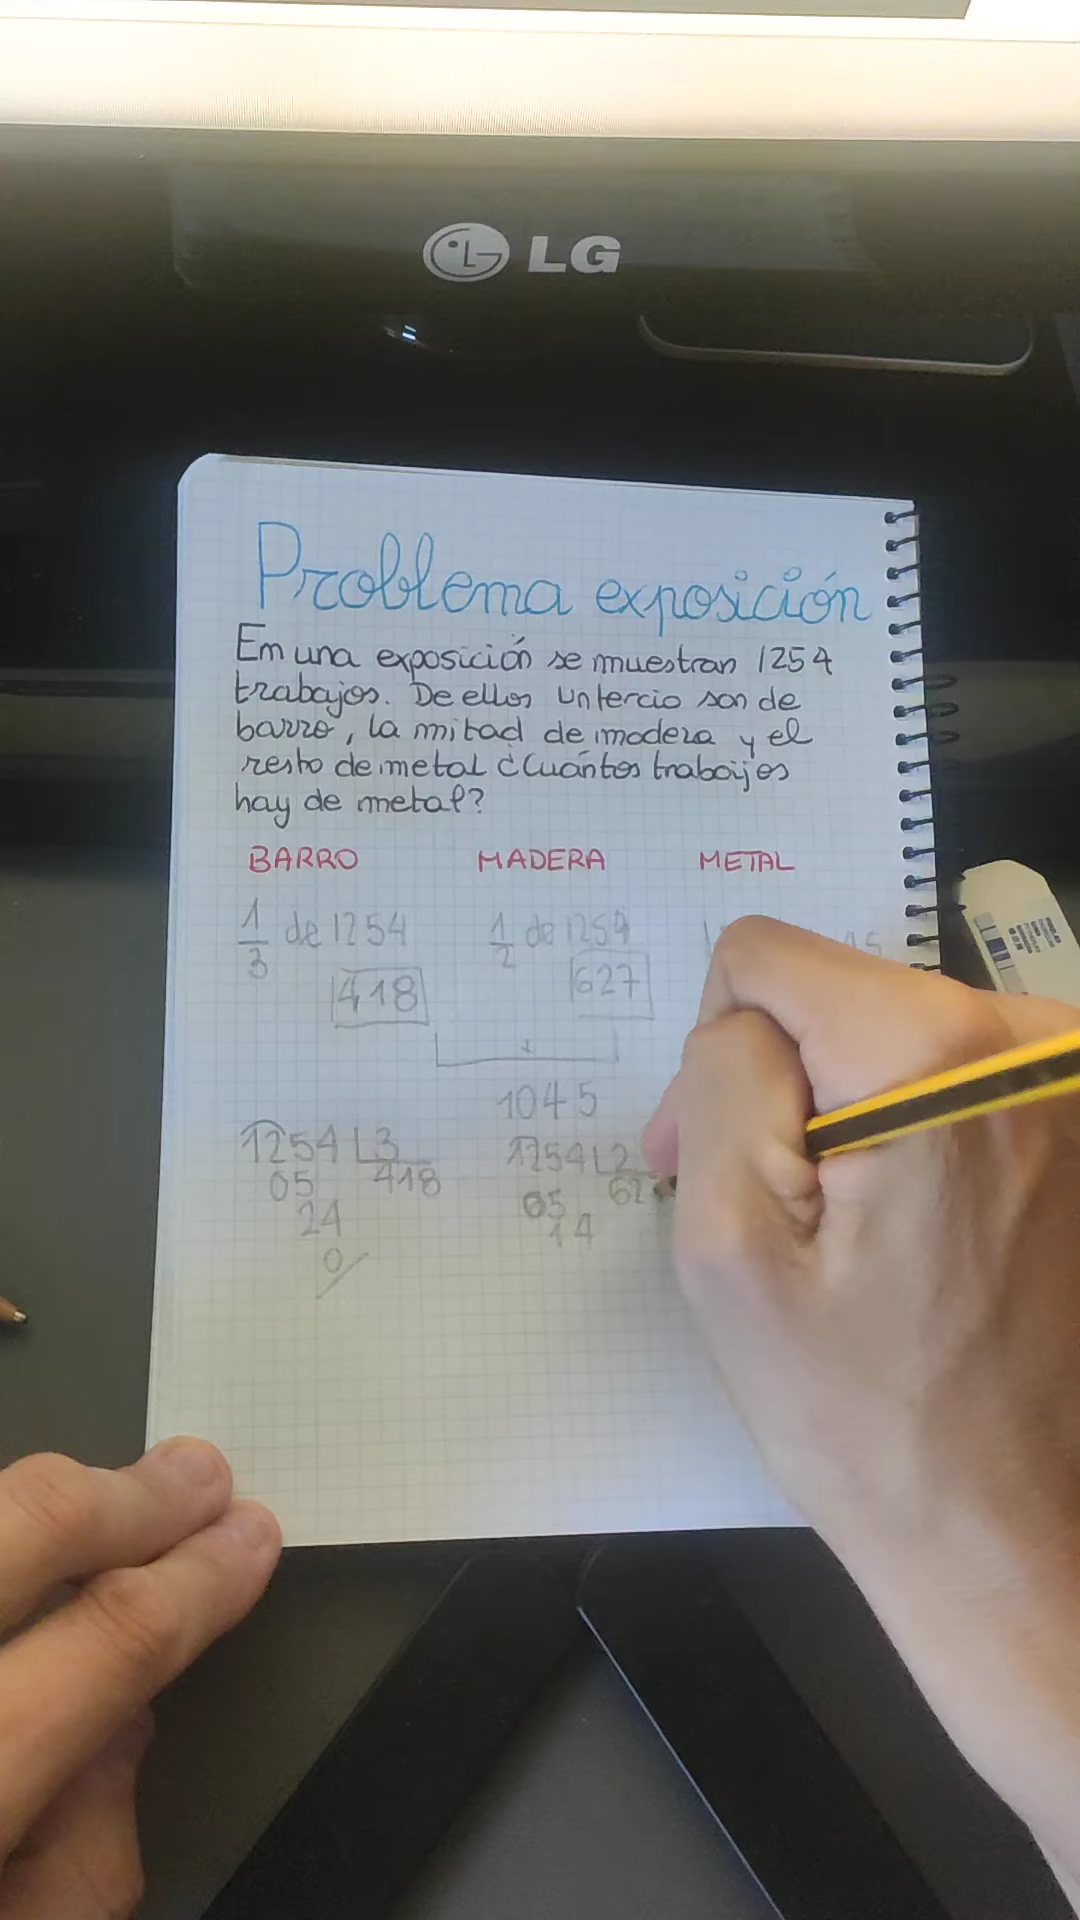 LG
Problema exposición
En una exposición se muestran 1254
trabajos. De ellos un tercio son de
barro, la mitad de madera y el
resto de metal ¿Cuántos trabajos
hay de metal?
BARRO MADERA METAL
1/3 de 1254 1/2 de 1254
418 627
+
1045
1254 3 1254 2
05 418 05 62
24 14
0